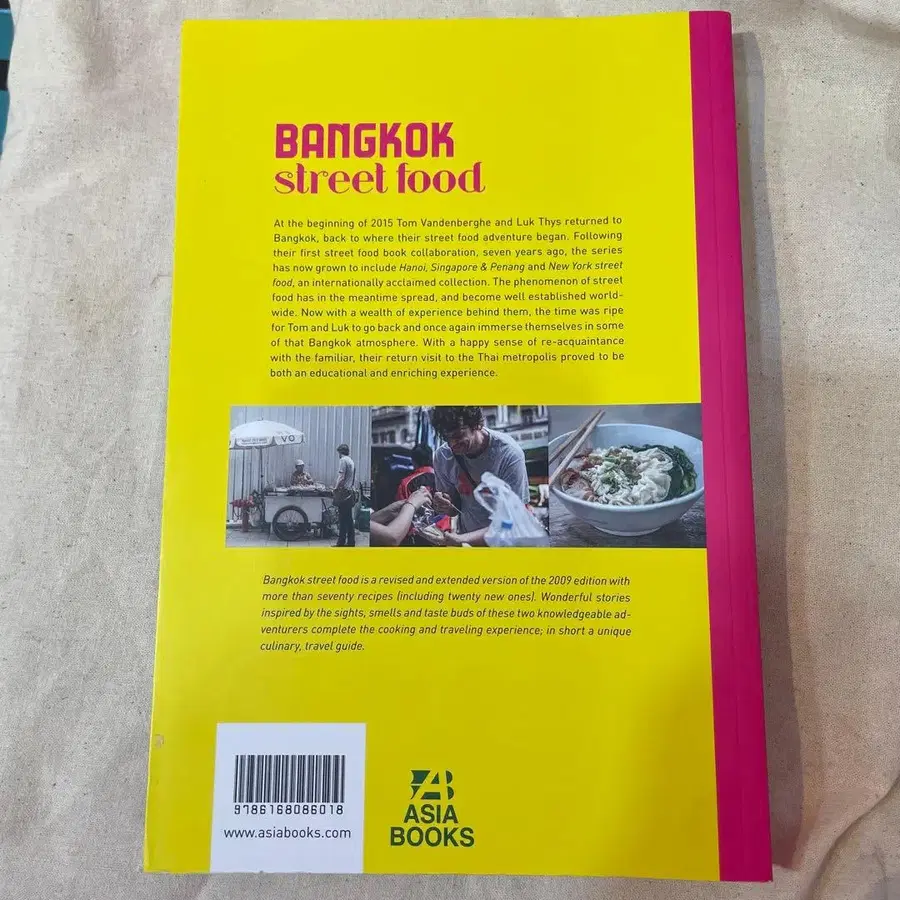 BANGKOK
street food
At the beginning of 2015 Tom Vandenberghe and Luk Thys returned to
Bangkok, back to where their street food adventure began. Following
their first street food book collaboration, seven years ago, the series
has now grown to include Hanoi, Singapore & Penang and New York street
food, an internationally acclaimed collection. The phenomenon of street
food has in the meantime spread, and become well established world-
wide. Now with a wealth of experience behind them, the time was ripe
for Tom and Luk to go back and once again immerse themselves in some
of that Bangkok atmosphere. With a happy sense of re-acquaintance
with the familiar, their return visit to the Thai metropolis proved to be
both an educational and enriching experience.
VO
Bangkok street food is a revised and extended version of the 2009 edition with
more than seventy recipes (including twenty new ones). Wonderful stories
inspired by the sights, smells and taste buds of these two knowledgeable ad-
venturers complete the cooking and traveling experience; in short a unique
culinary, travel guide.
9786168086018
www.asiabooks.com
AB
ASIA
BOOKS